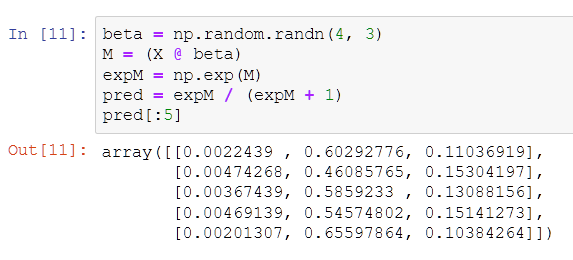 In [11]: beta = np.random.randn(4, 3)
M = (X @ beta)
expM = np.exp(M)
pred = expM / (expM + 1)
pred[:5]
Out[11]: array([[0.0022439 , 0.60292776, 0.11036919],
[0.00474268, 0.46085765, 0.15304197],
[0.00367439, 0.5859233 , 0.13088156],
[0.00469139, 0.54574802, 0.15141273],
[0.00201307, 0.65597864, 0.10384264]])